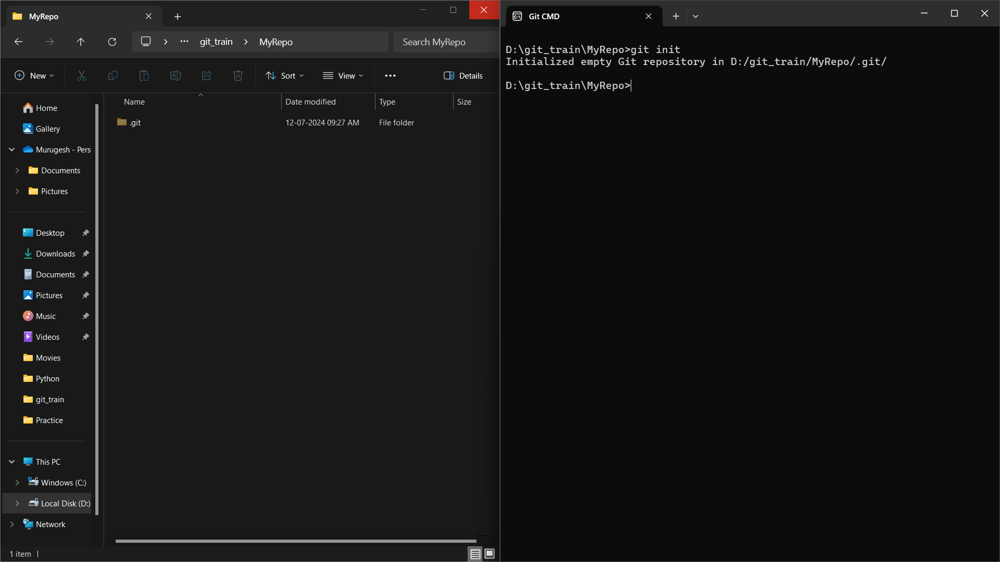 MyRepo
git_train
MyRepo
Search MyRepo
New
Sort
View
Details
Home
Gallery
Murugesh - Pers
Documents
Pictures
Desktop
Downloads
Documents
Pictures
Music
Videos
Movies
Python
git_train
Practice
This PC
Windows (C:)
Local Disk (D:)
Network
Name Date modified Type Size
.git 12-07-2024 09:27 AM File folder
1 item
Git CMD
D:\git_train\MyRepo>git init
Initialized empty Git repository in D:/git_train/MyRepo/.git/
D:\git_train\MyRepo>